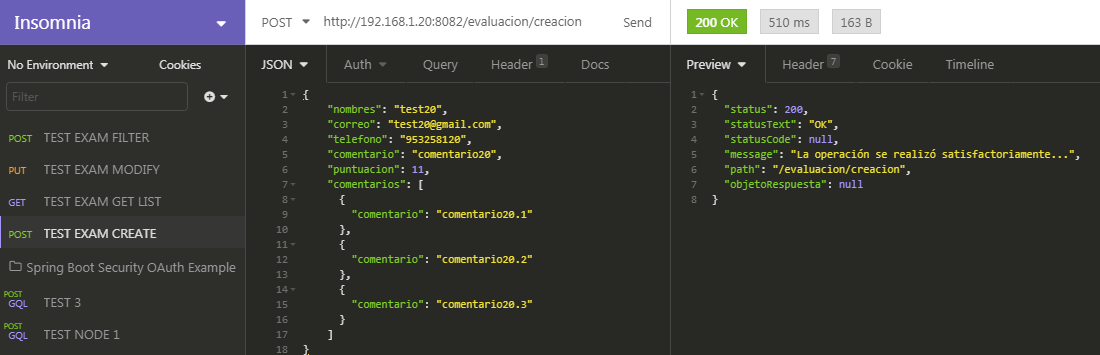 Insomnia
POST http://192.168.1.20:8082/evaluacion/creacion Send
200 OK 510 ms 163 B
No Environment Cookies
Filter
POST TEST EXAM FILTER
PUT TEST EXAM MODIFY
GET TEST EXAM GET LIST
POST TEST EXAM CREATE
Spring Boot Security OAuth Example
POST
GQL TEST 3
POST
GQL TEST NODE 1
JSON Auth Query Header 1 Docs
1 {
2 "nombres": "test20",
3 "correo": "test20@gmail.com",
4 "telefono": "953258120",
5 "comentario": "comentario20",
6 "puntuacion": 11,
7 "comentarios": [
8 {
9 "comentario": "comentario20.1"
10 },
11 {
12 "comentario": "comentario20.2"
13 },
14 {
15 "comentario": "comentario20.3"
16 }
17 ]
18 }
Preview Header 7 Cookie Timeline
1 {
2 "status": 200,
3 "statusText": "OK",
4 "statusCode": null,
5 "message": "La operación se realizó satisfactoriamente...",
6 "path": "/evaluacion/creacion",
7 "objetoRespuesta": null
8 }